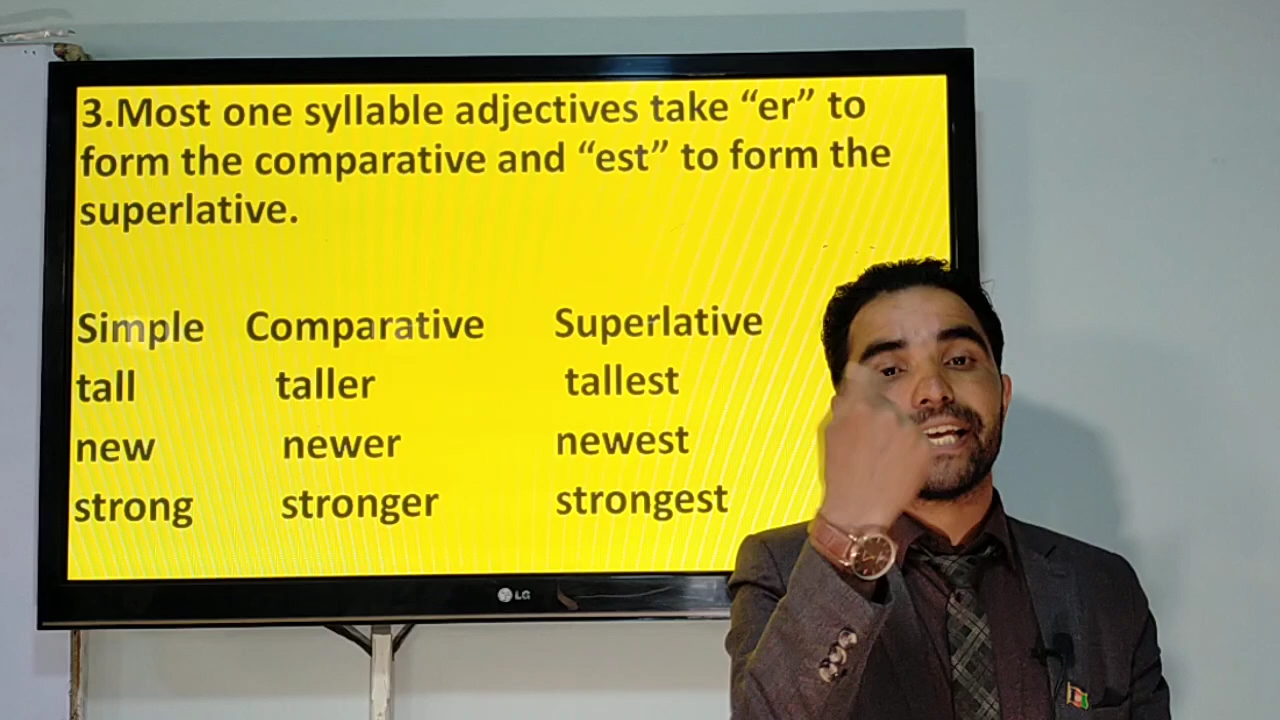 3.Most one syllable adjectives take “er” to
form the comparative and “est” to form the
superlative.
Simple Comparative Superlative
tall taller tallest
new newer newest
strong stronger strongest
LG